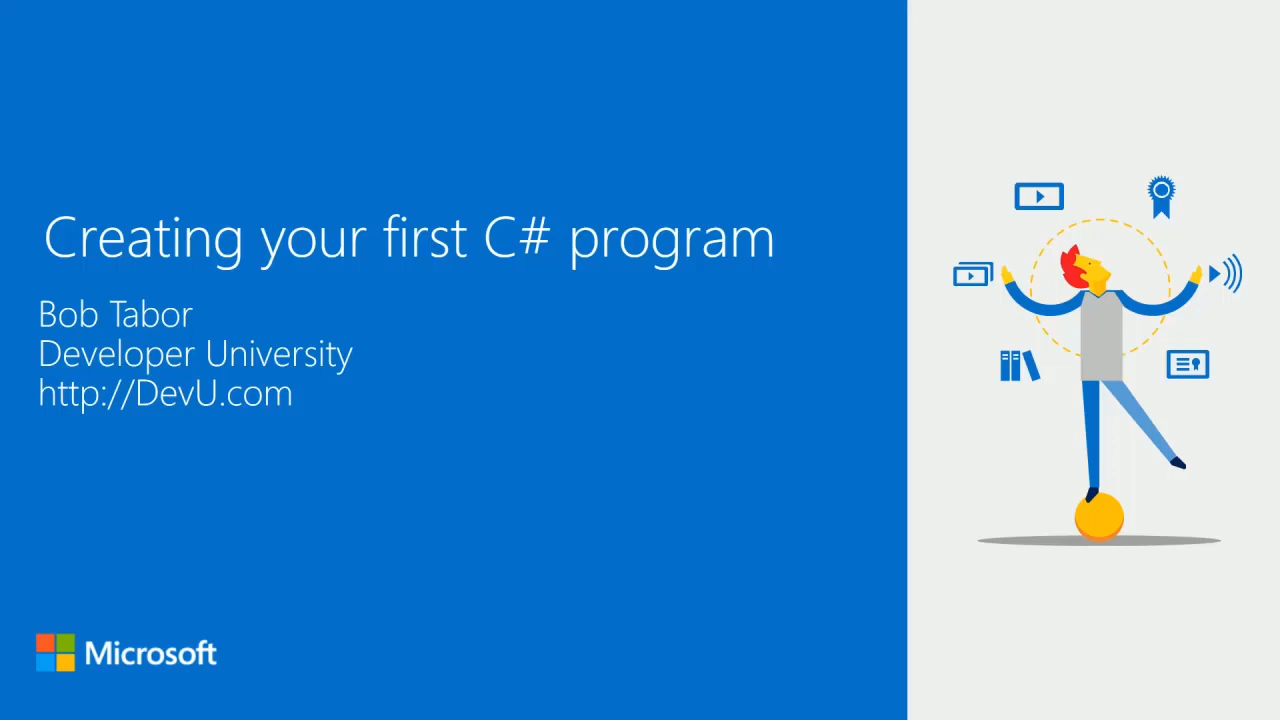 Creating your first C# program
Bob Tabor
Developer University
http://DevU.com
Microsoft